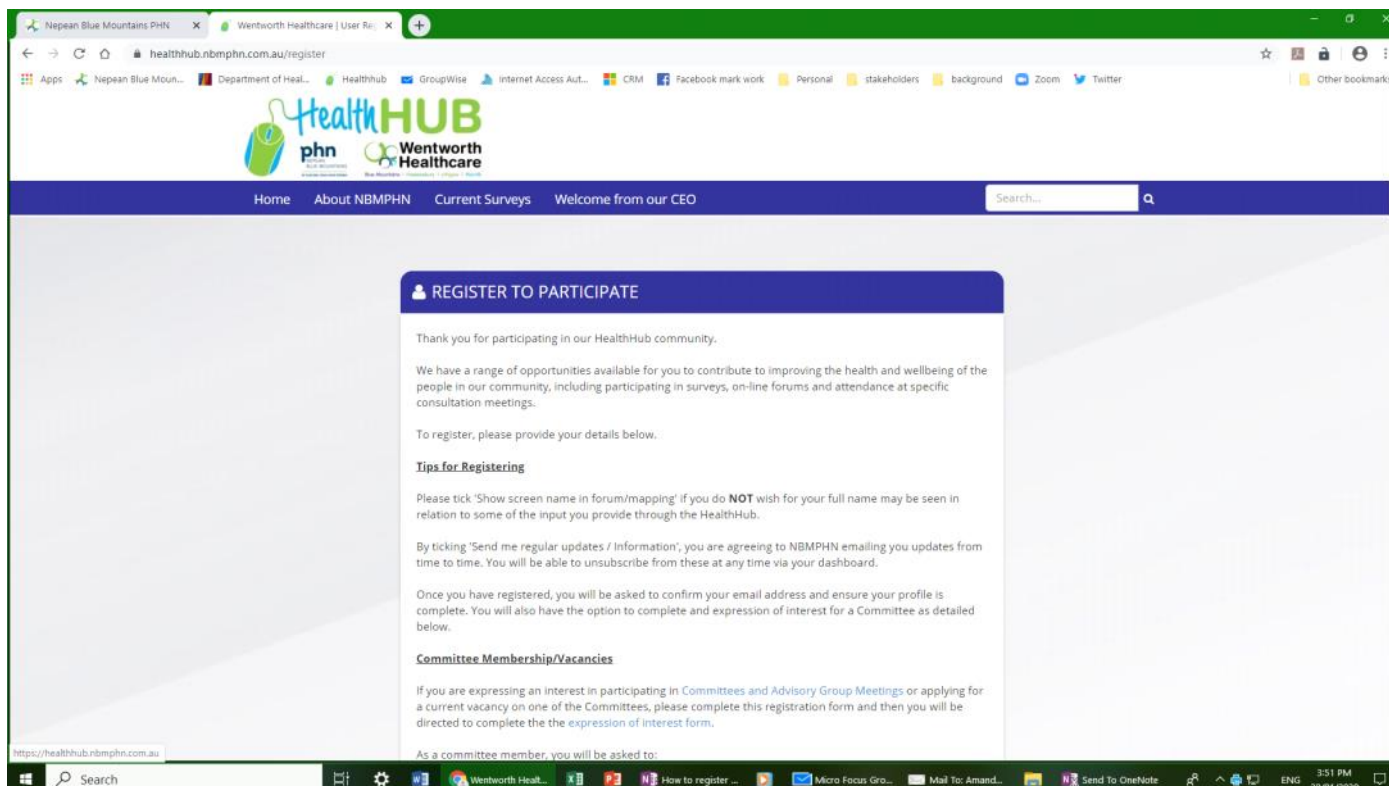 Nepean Blue Mountains PHN
Wentworth Healthcare | User Re
healthhub.nbmphn.com.au/register
Apps Nepean Blue Moun... Department of Heal... Healthhub GroupWise Internet Access Aut... CRM Facebook mark work Personal stakeholders background Zoom Twitter Other bookmarks
HealthHUB
phn Wentworth
Healthcare
Home About NBMPHN Current Surveys Welcome from our CEO Search...
REGISTER TO PARTICIPATE
Thank you for participating in our HealthHub community.
We have a range of opportunities available for you to contribute to improving the health and wellbeing of the
people in our community, including participating in surveys, on-line forums and attendance at specific
consultation meetings.
To register, please provide your details below.
Tips for Registering
Please tick 'Show screen name in forum/mapping' if you do NOT wish for your full name may be seen in
relation to some of the input you provide through the HealthHub.
By ticking 'Send me regular updates / Information', you are agreeing to NBMPHN emailing you updates from
time to time. You will be able to unsubscribe from these at any time via your dashboard.
Once you have registered, you will be asked to confirm your email address and ensure your profile is
complete. You will also have the option to complete and expression of interest for a Committee as detailed
below.
Committee Membership/Vacancies
If you are expressing an interest in participating in Committees and Advisory Group Meetings or applying for
a current vacancy on one of the Committees, please complete this registration form and then you will be
directed to complete the the expression of interest form.
As a committee member, you will be asked to:
https://healthhub.nbmphn.com.au
Search Wentworth Healt... How to register ... Micro Focus Gro... Mail To: Amand... Send To OneNote ENG 3:51 PM